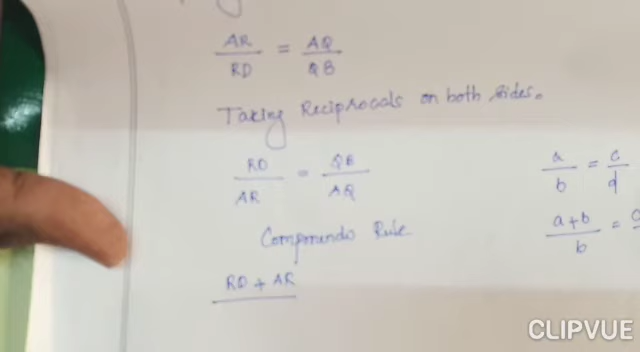 AR/RD = AQ/QB
Taking Reciprocals on both sides.
RD/AR = QB/AQ
a/b = c/d
Componendo Rule
a+b/b =
RD + AR
CLIPVUE